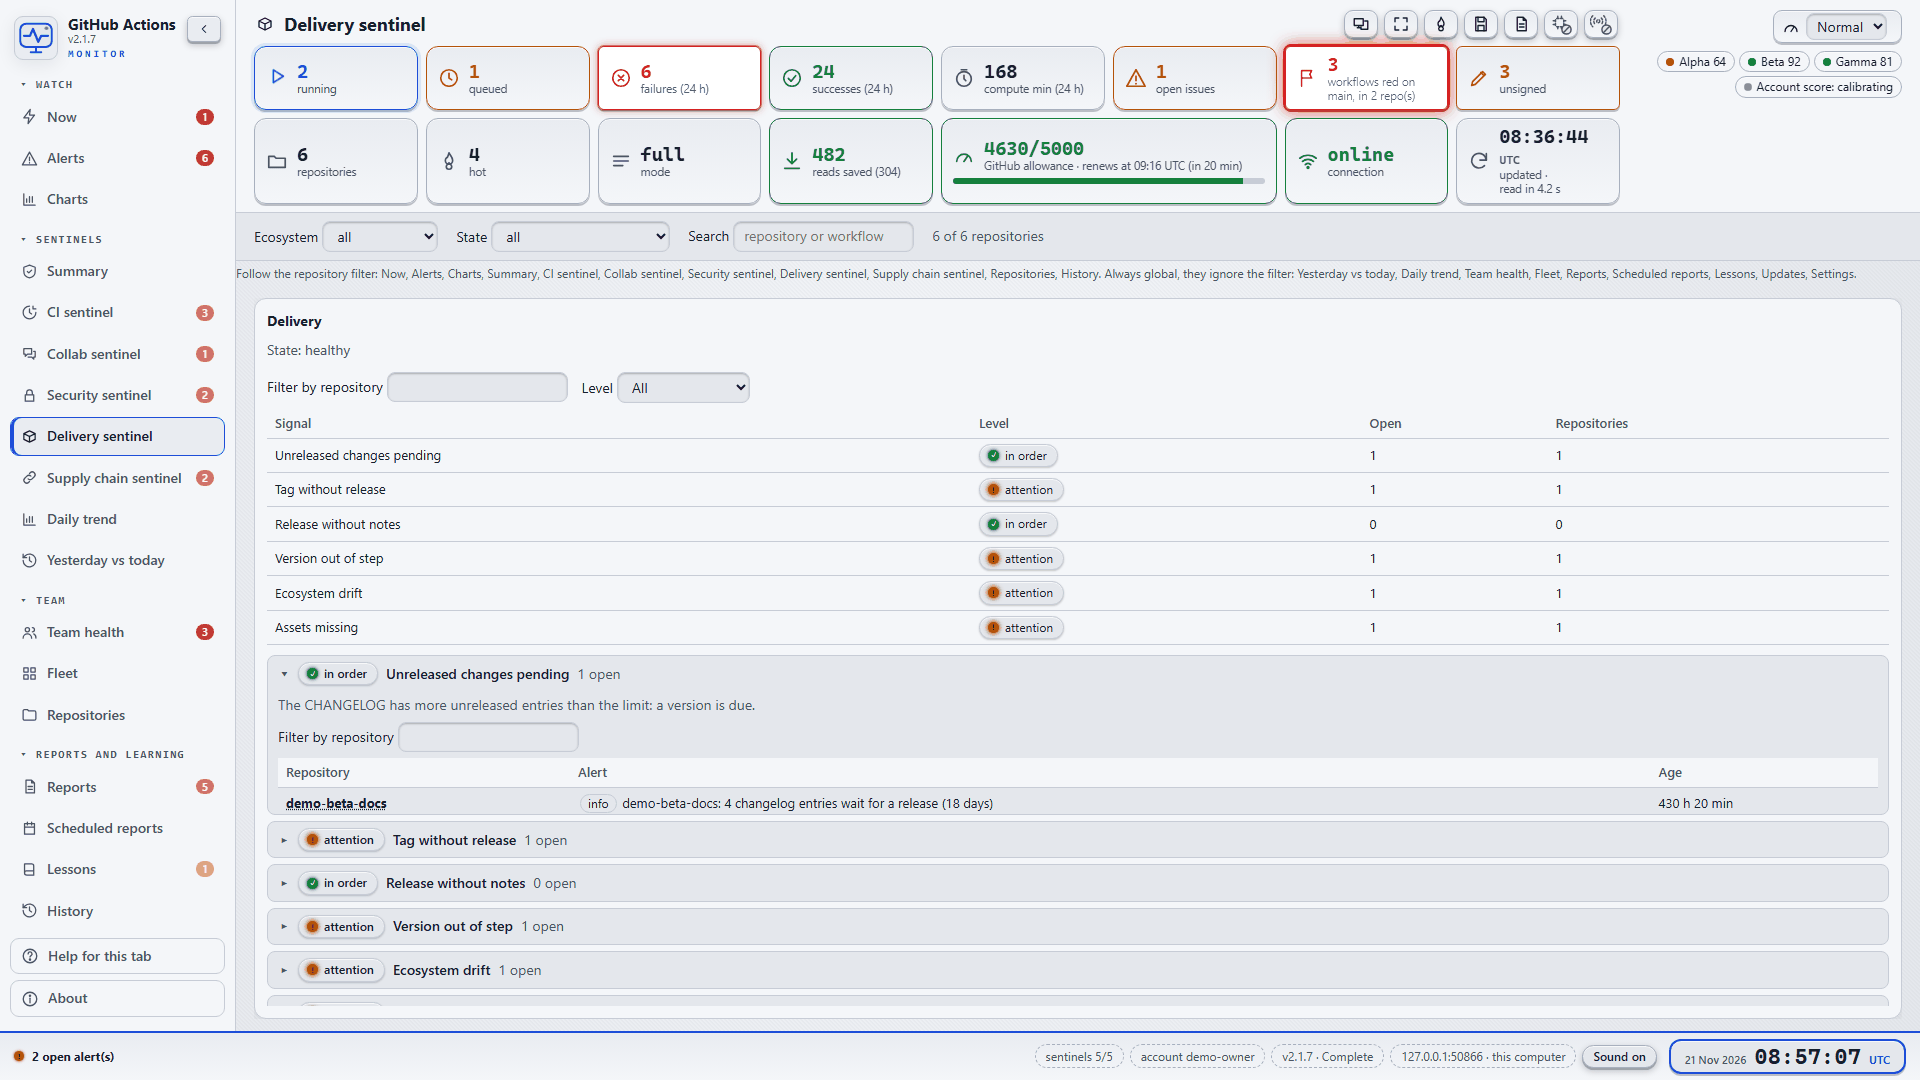 GitHub Actions
v2.1.7
MONITOR
WATCH
Now 1
Alerts 6
Charts
SENTINELS
Summary
CI sentinel 3
Collab sentinel 1
Security sentinel 2
Delivery sentinel
Supply chain sentinel 2
Daily trend
Yesterday vs today
TEAM
Team health 3
Fleet
Repositories
REPORTS AND LEARNING
Reports 5
Scheduled reports
Lessons 1
History
Help for this tab
About
Delivery sentinel
Normal
2
running
1
queued
6
failures (24 h)
24
successes (24 h)
168
compute min (24 h)
1
open issues
3
workflows red on
main, in 2 repo(s)
3
unsigned
Alpha 64 Beta 92 Gamma 81
Account score: calibrating
6
repositories
4
hot
full
mode
482
reads saved (304)
4630/5000
GitHub allowance · renews at 09:16 UTC (in 20 min)
online
connection
08:36:44
UTC
updated ·
read in 4.2 s
Ecosystem all State all Search repository or workflow 6 of 6 repositories
Follow the repository filter: Now, Alerts, Charts, Summary, CI sentinel, Collab sentinel, Security sentinel, Delivery sentinel, Supply chain sentinel, Repositories, History. Always global, they ignore the filter: Yesterday vs today, Daily trend, Team health, Fleet, Reports, Scheduled reports, Lessons, Updates, Settings.
Delivery
State: healthy
Filter by repository Level All
Signal Level Open Repositories
Unreleased changes pending in order 1 1
Tag without release attention 1 1
Release without notes in order 0 0
Version out of step attention 1 1
Ecosystem drift attention 1 1
Assets missing attention 1 1
in order Unreleased changes pending 1 open
The CHANGELOG has more unreleased entries than the limit: a version is due.
Filter by repository
Repository Alert Age
demo-beta-docs info demo-beta-docs: 4 changelog entries wait for a release (18 days) 430 h 20 min
attention Tag without release 1 open
in order Release without notes 0 open
attention Version out of step 1 open
attention Ecosystem drift 1 open
2 open alert(s)
sentinels 5/5 account demo-owner v2.1.7 · Complete 127.0.0.1:50866 · this computer Sound on 21 Nov 2026 08:57:07 UTC